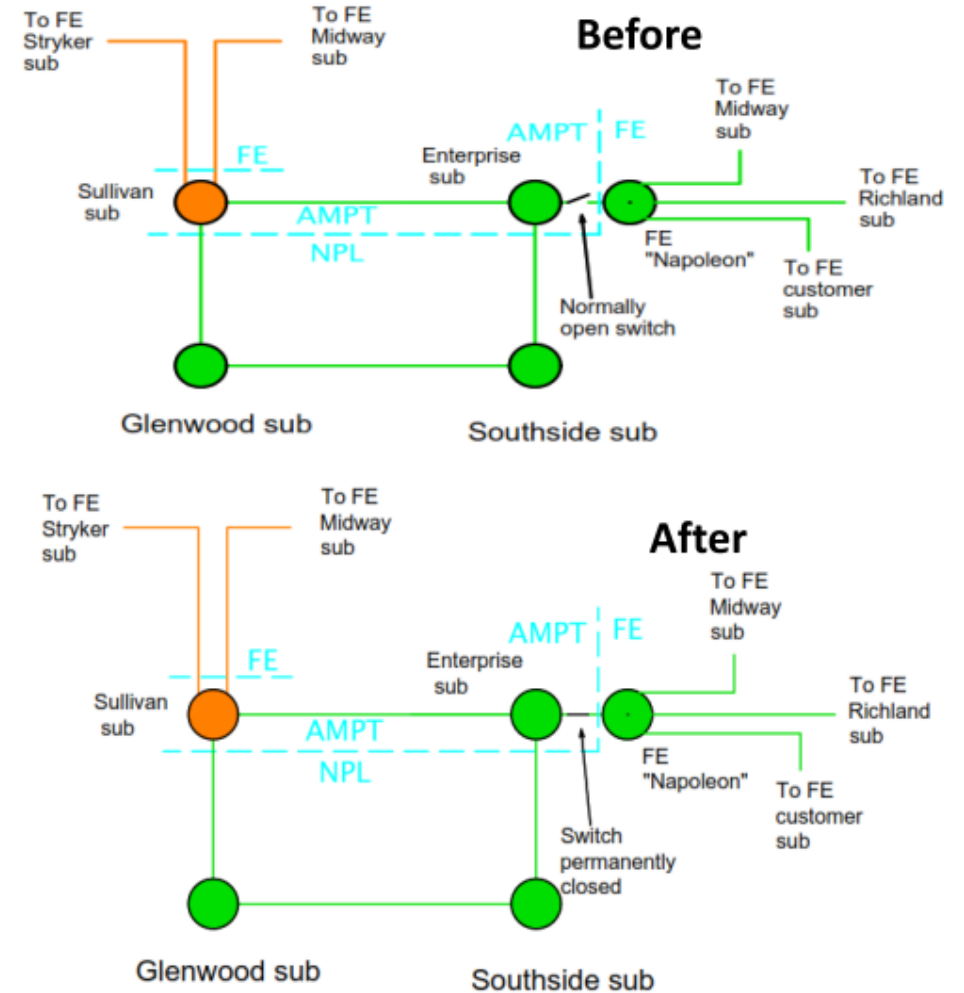 To FE
Stryker
sub
To FE
Midway
sub
Before
To FE
Midway
sub
AMPT
FE
FE
Enterprise
sub
Sullivan
sub
To FE
Richland
sub
AMPT
NPL
FE
"Napoleon"
To FE
customer
sub
Normally
open switch
Glenwood sub
Southside sub
To FE
Stryker
sub
To FE
Midway
sub
After
To FE
Midway
sub
AMPT
FE
FE
Enterprise
sub
Sullivan
sub
To FE
Richland
sub
AMPT
NPL
FE
"Napoleon"
To FE
customer
sub
Switch
permanently
closed
Glenwood sub
Southside sub